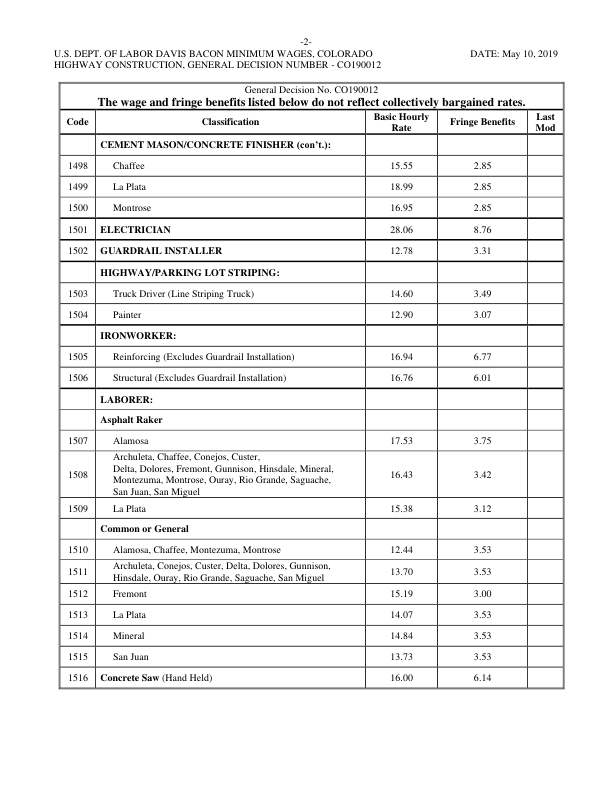 -2-
U.S. DEPT. OF LABOR DAVIS BACON MINIMUM WAGES, COLORADO DATE: May 10, 2019
HIGHWAY CONSTRUCTION, GENERAL DECISION NUMBER - CO190012
General Decision No. CO190012
The wage and fringe benefits listed below do not reflect collectively bargained rates.
Code Classification Basic Hourly Rate Fringe Benefits Last Mod
CEMENT MASON/CONCRETE FINISHER (con't.):
1498 Chaffee 15.55 2.85
1499 La Plata 18.99 2.85
1500 Montrose 16.95 2.85
1501 ELECTRICIAN 28.06 8.76
1502 GUARDRAIL INSTALLER 12.78 3.31
HIGHWAY/PARKING LOT STRIPING:
1503 Truck Driver (Line Striping Truck) 14.60 3.49
1504 Painter 12.90 3.07
IRONWORKER:
1505 Reinforcing (Excludes Guardrail Installation) 16.94 6.77
1506 Structural (Excludes Guardrail Installation) 16.76 6.01
LABORER:
Asphalt Raker
1507 Alamosa 17.53 3.75
Archuleta, Chaffee, Conejos, Custer,
Delta, Dolores, Fremont, Gunnison, Hinsdale, Mineral,
1508 Montezuma, Montrose, Ouray, Rio Grande, Saguache, 16.43 3.42
San Juan, San Miguel
1509 La Plata 15.38 3.12
Common or General
1510 Alamosa, Chaffee, Montezuma, Montrose 12.44 3.53
1511 Archuleta, Conejos, Custer, Delta, Dolores, Gunnison, 13.70 3.53
Hinsdale, Ouray, Rio Grande, Saguache, San Miguel
1512 Fremont 15.19 3.00
1513 La Plata 14.07 3.53
1514 Mineral 14.84 3.53
1515 San Juan 13.73 3.53
1516 Concrete Saw (Hand Held) 16.00 6.14